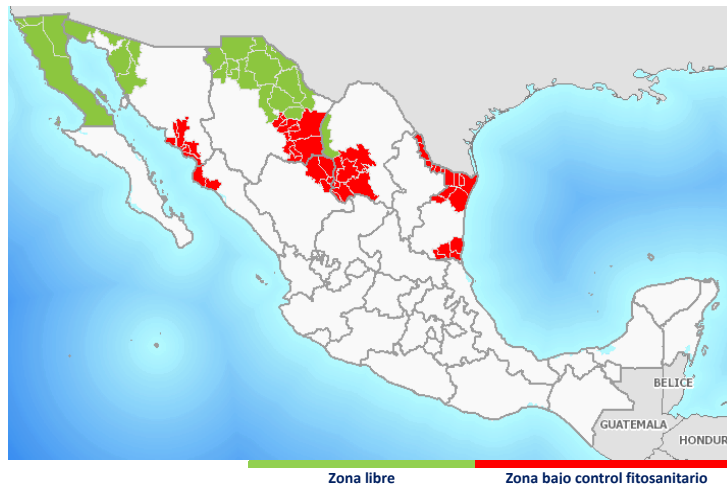 BELICE
GUATEMALA
HONDUR
Zona libre
Zona bajo control fitosanitario